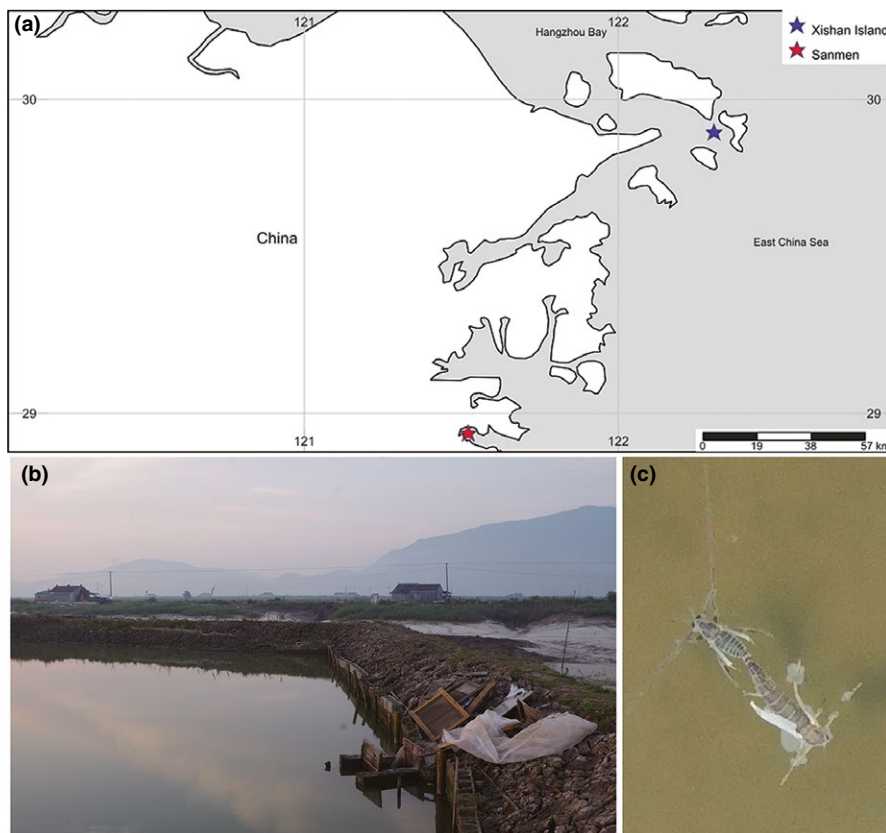 (a)
121
122
Hangzhou Bay
Xishan Island
Sanmen
30
30
China
East China Sea
29
29
121
122
0 19 38 57 km
(b)
(c)